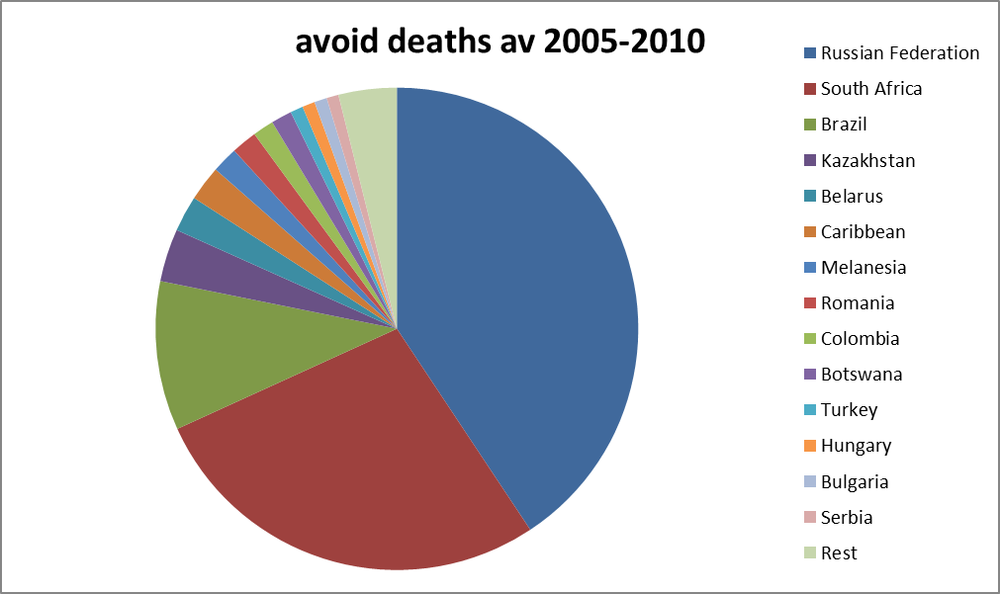 avoid deaths av 2005-2010
Russian Federation
South Africa
Brazil
Kazakhstan
Belarus
Caribbean
Melanesia
Romania
Colombia
Botswana
Turkey
Hungary
Bulgaria
Serbia
Rest